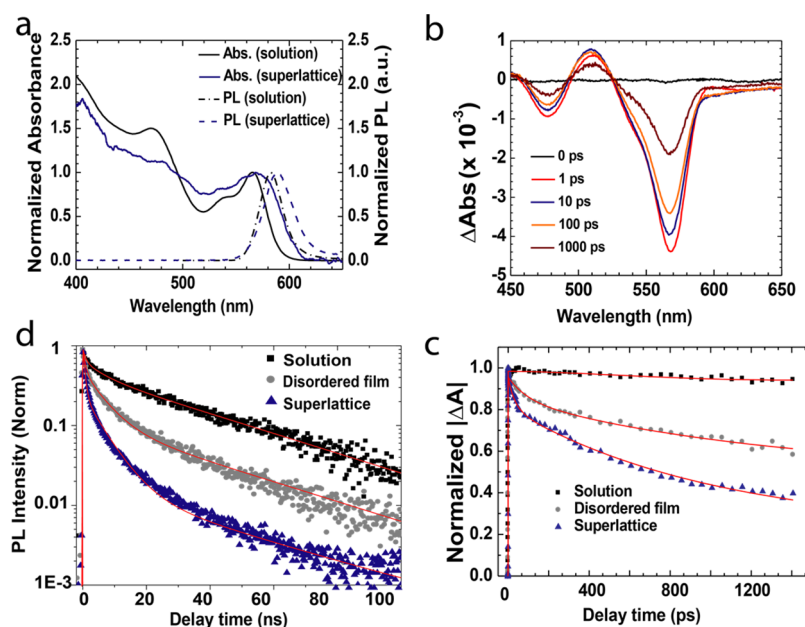 a
2.5
2.0
1.5
1.0
0.5
0.0
Normalized Absorbance
Abs. (solution)
Abs. (superlattice)
PL (solution)
PL (superlattice)
2.5
2.0
1.5
1.0
0.5
0.0
Normalized PL (a.u.)
400 500 600
Wavelength (nm)
b
1
0
-1
-2
-3
-4
-5
ΔAbs (x 10⁻³)
0 ps
1 ps
10 ps
100 ps
1000 ps
450 500 550 600 650
Wavelength (nm)
d
1
0.1
0.01
1E-3
PL Intensity (Norm)
Solution
Disordered film
Superlattice
0 20 40 60 80 100
Delay time (ns)
c
1.0
0.8
0.6
0.4
0.2
0.0
Normalized |ΔA|
Solution
Disordered film
Superlattice
0 400 800 1200
Delay time (ps)